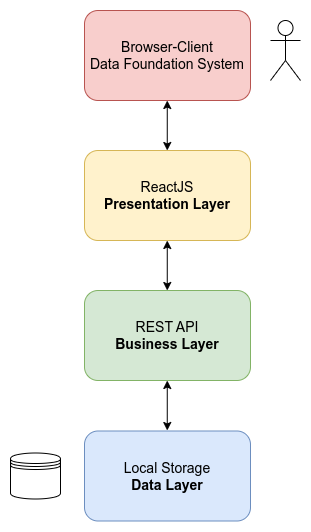 Browser-Client
Data Foundation System
ReactJS
Presentation Layer
REST API
Business Layer
Local Storage
Data Layer